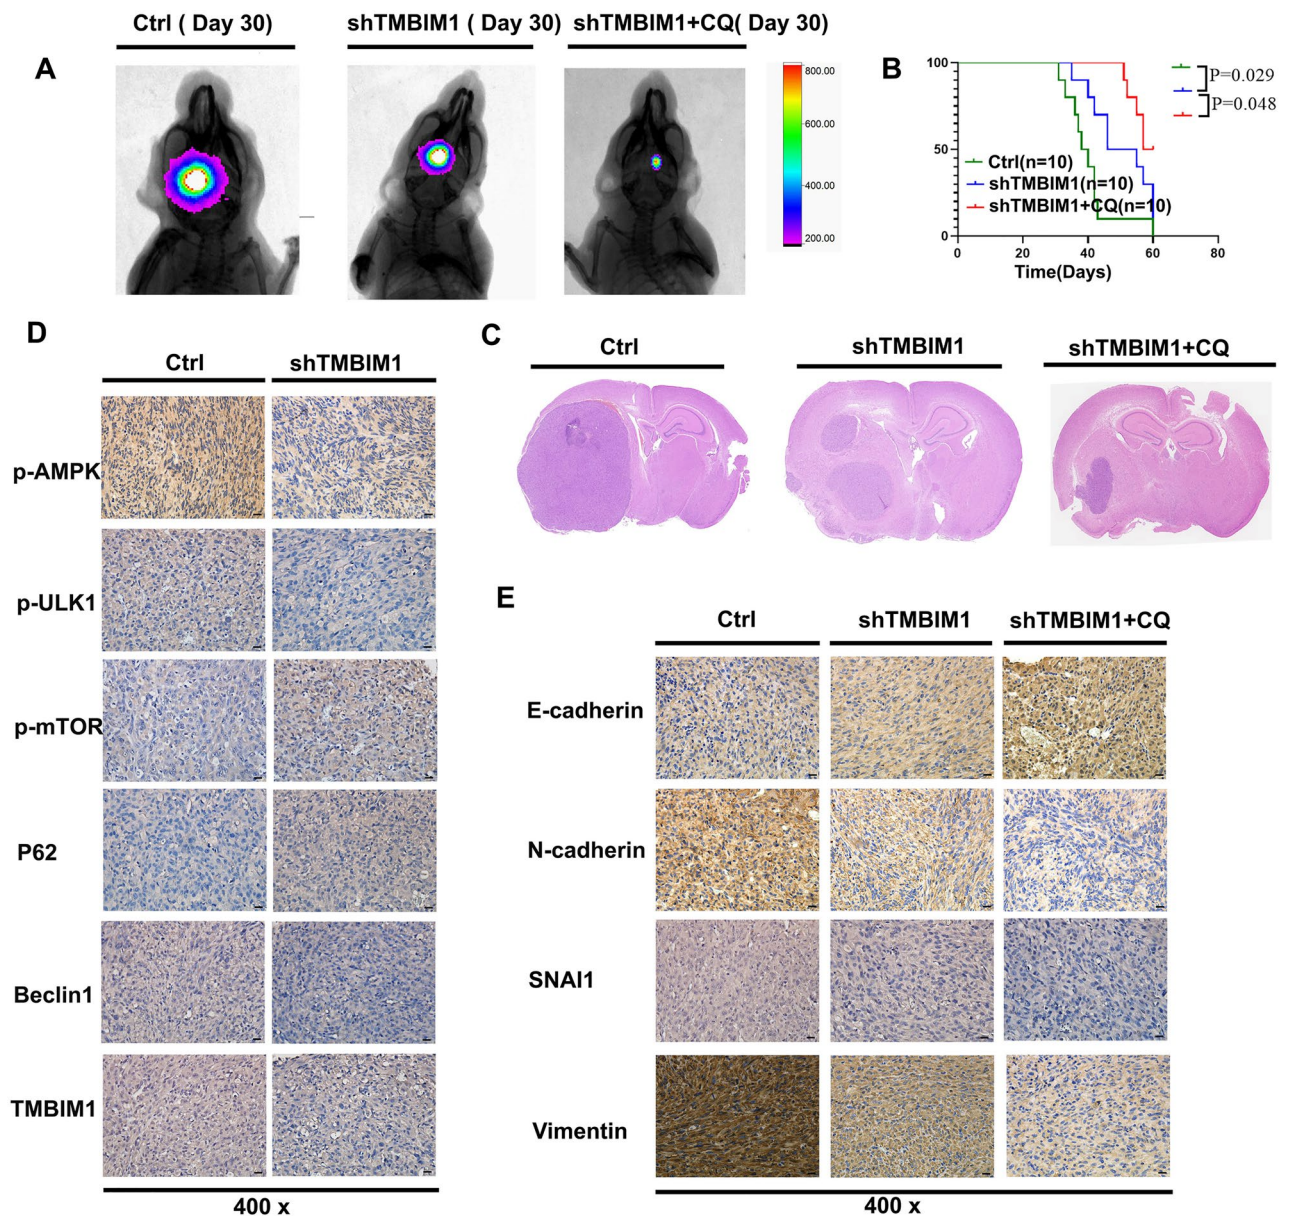 Ctrl ( Day 30)
shTMBIM1 ( Day 30)
shTMBIM1+CQ( Day 30)
A
800.00
600.00
400.00
200.00
B
100
50
0
0 20 40 60 80
Time(Days)
Ctrl(n=10)
shTMBIM1(n=10)
shTMBIM1+CQ(n=10)
P=0.029
P=0.048
C
Ctrl
shTMBIM1
shTMBIM1+CQ
D
Ctrl
shTMBIM1
p-AMPK
p-ULK1
p-mTOR
P62
Beclin1
TMBIM1
400 x
E
Ctrl
shTMBIM1
shTMBIM1+CQ
E-cadherin
N-cadherin
SNAI1
Vimentin
400 x